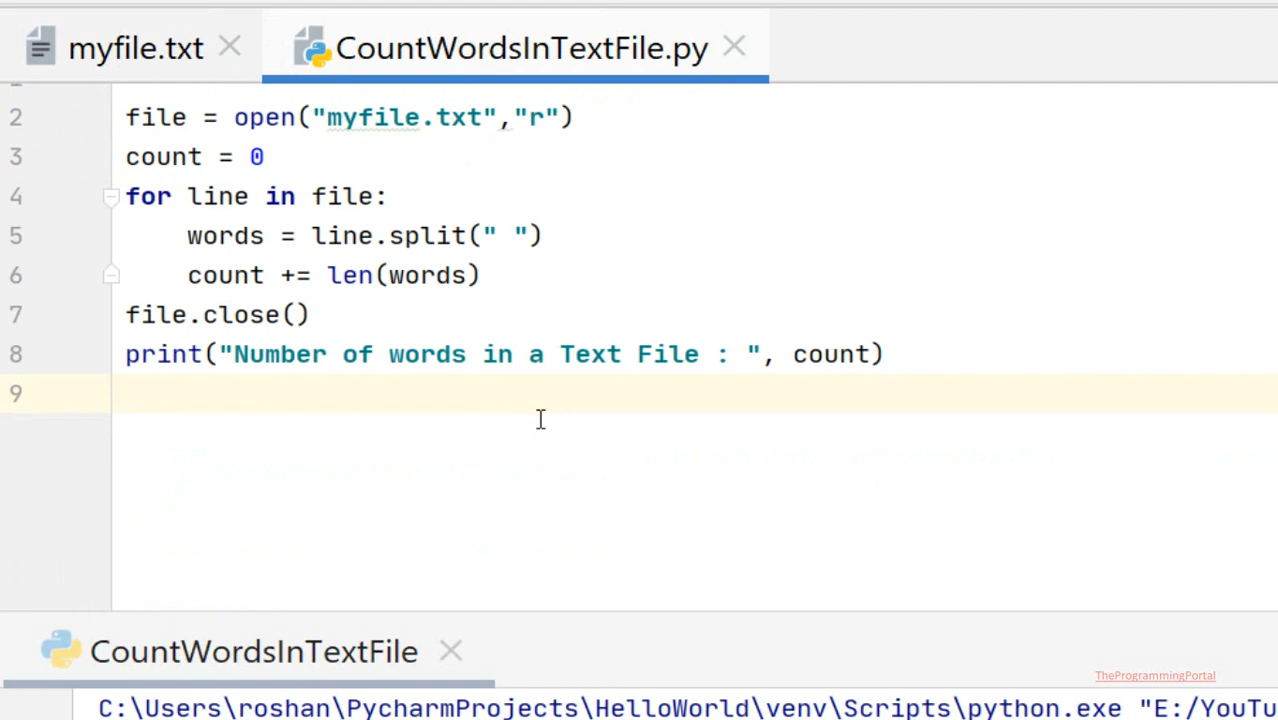 myfile.txt CountWordsInTextFile.py
2 file = open("myfile.txt","r")
3 count = 0
4 for line in file:
5     words = line.split(" ")
6     count += len(words)
7 file.close()
8 print("Number of words in a Text File : ", count)
9
CountWordsInTextFile
TheProgrammingPortal
C:\Users\roshan\PycharmProjects\HelloWorld\venv\Scripts\python.exe "E:/YouTu